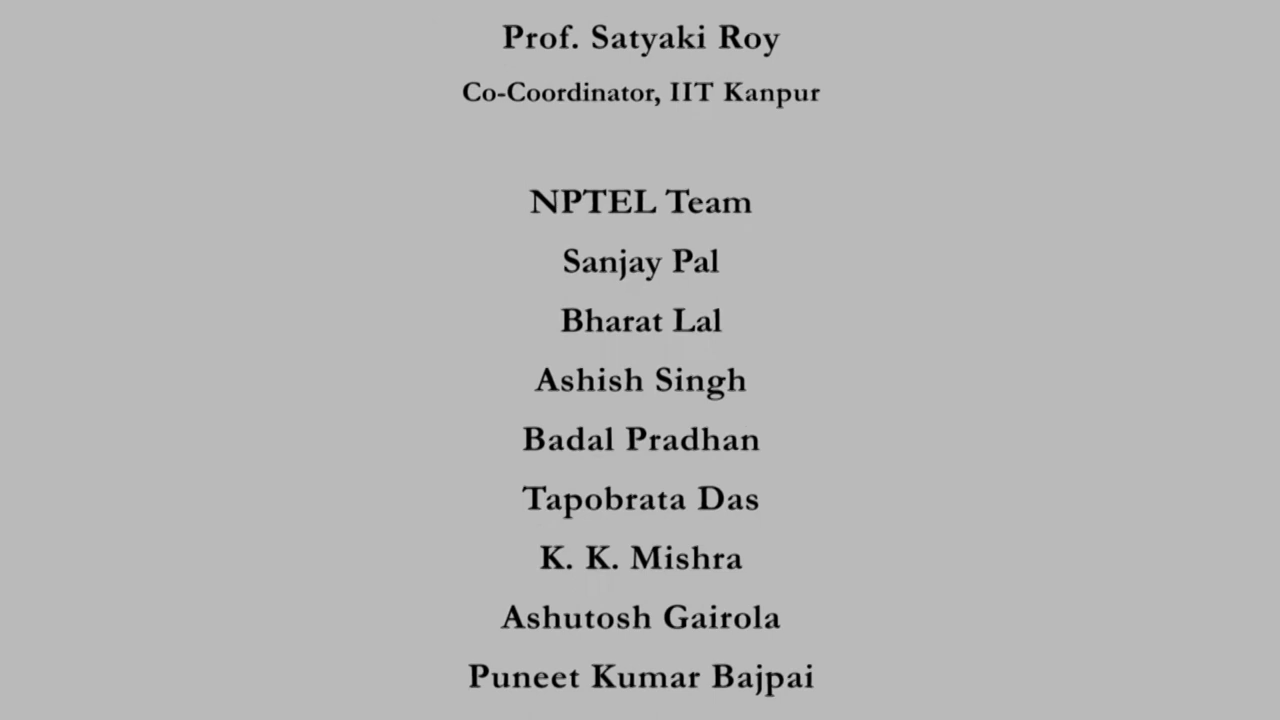 Prof. Satyaki Roy
Co-Coordinator, IIT Kanpur
NPTEL Team
Sanjay Pal
Bharat Lal
Ashish Singh
Badal Pradhan
Tapobrata Das
K. K. Mishra
Ashutosh Gairola
Puneet Kumar Bajpai